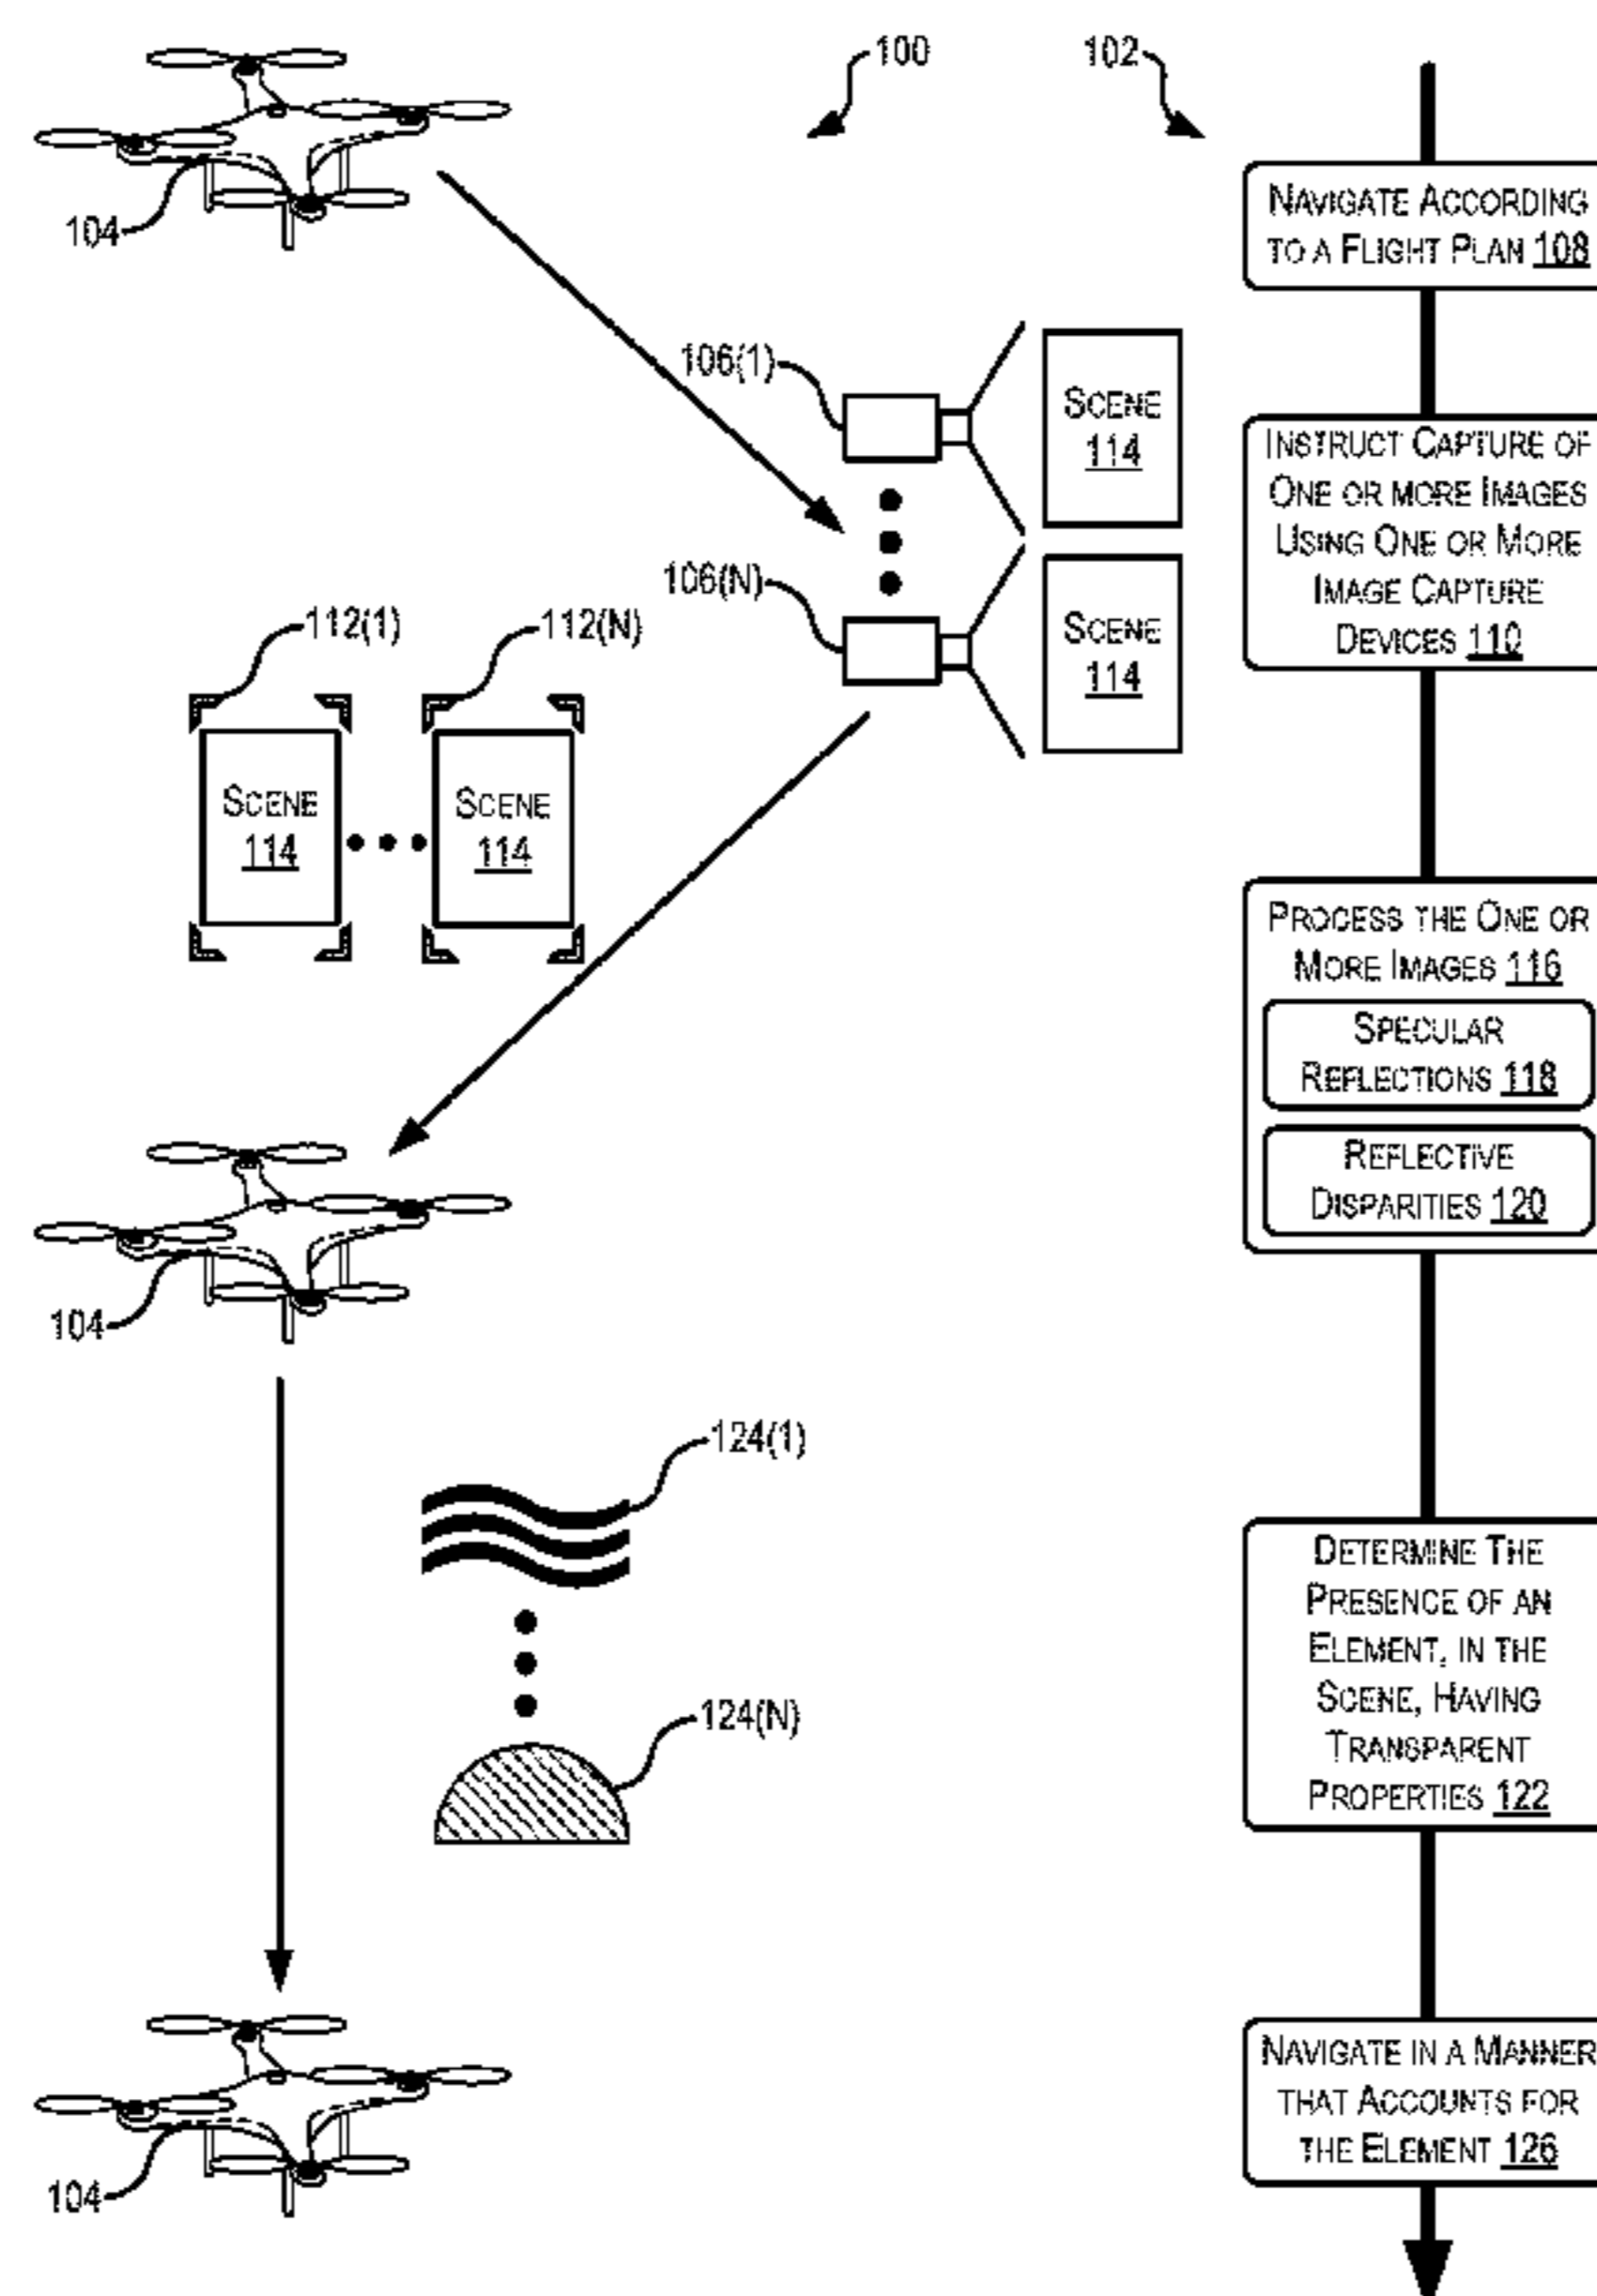 100
102
104
NAVIGATE ACCORDING
TO A FLIGHT PLAN 108
106(1)
SCENE
114
INSTRUCT CAPTURE OF
ONE OR MORE IMAGES
USING ONE OR MORE
IMAGE CAPTURE
DEVICES 110
106(N)
SCENE
114
112(1)
112(N)
SCENE
114
SCENE
114
PROCESS THE ONE OR
MORE IMAGES 116
SPECULAR
REFLECTIONS 118
REFLECTIVE
DISPARITIES 120
104
124(1)
124(N)
DETERMINE THE
PRESENCE OF AN
ELEMENT, IN THE
SCENE, HAVING
TRANSPARENT
PROPERTIES 122
NAVIGATE IN A MANNER
THAT ACCOUNTS FOR
THE ELEMENT 126
104